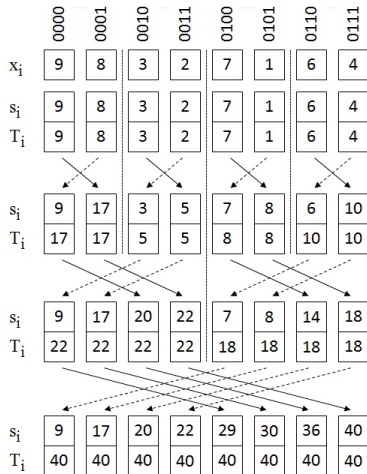 0000 0001 0010 0011 0100 0101 0110 0111
xi 9 8 3 2 7 1 6 4
si 9 8 3 2 7 1 6 4
Ti 9 8 3 2 7 1 6 4
si 9 17 3 5 7 8 6 10
Ti 17 17 5 5 8 8 10 10
si 9 17 20 22 7 8 14 18
Ti 22 22 22 22 18 18 18 18
si 9 17 20 22 29 30 36 40
Ti 40 40 40 40 40 40 40 40